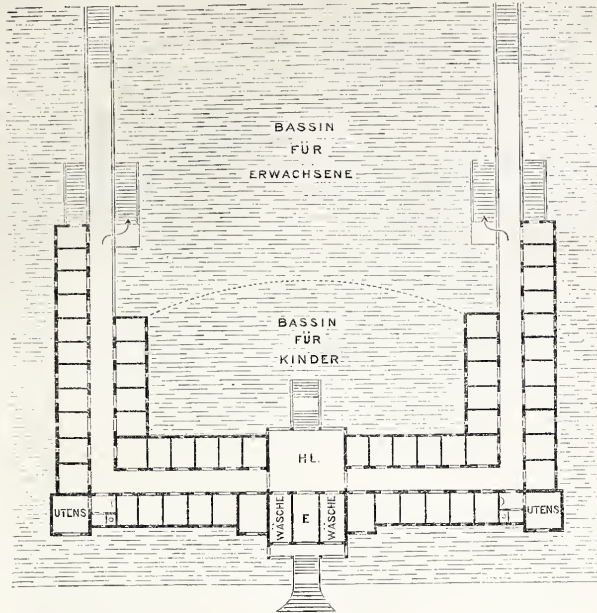 BASSIN
FÜR
ERWACHSENE
BASSIN
FÜR
KINDER
HL.
UTENS
WÄSCHE
E
WÄSCHE
UTENS